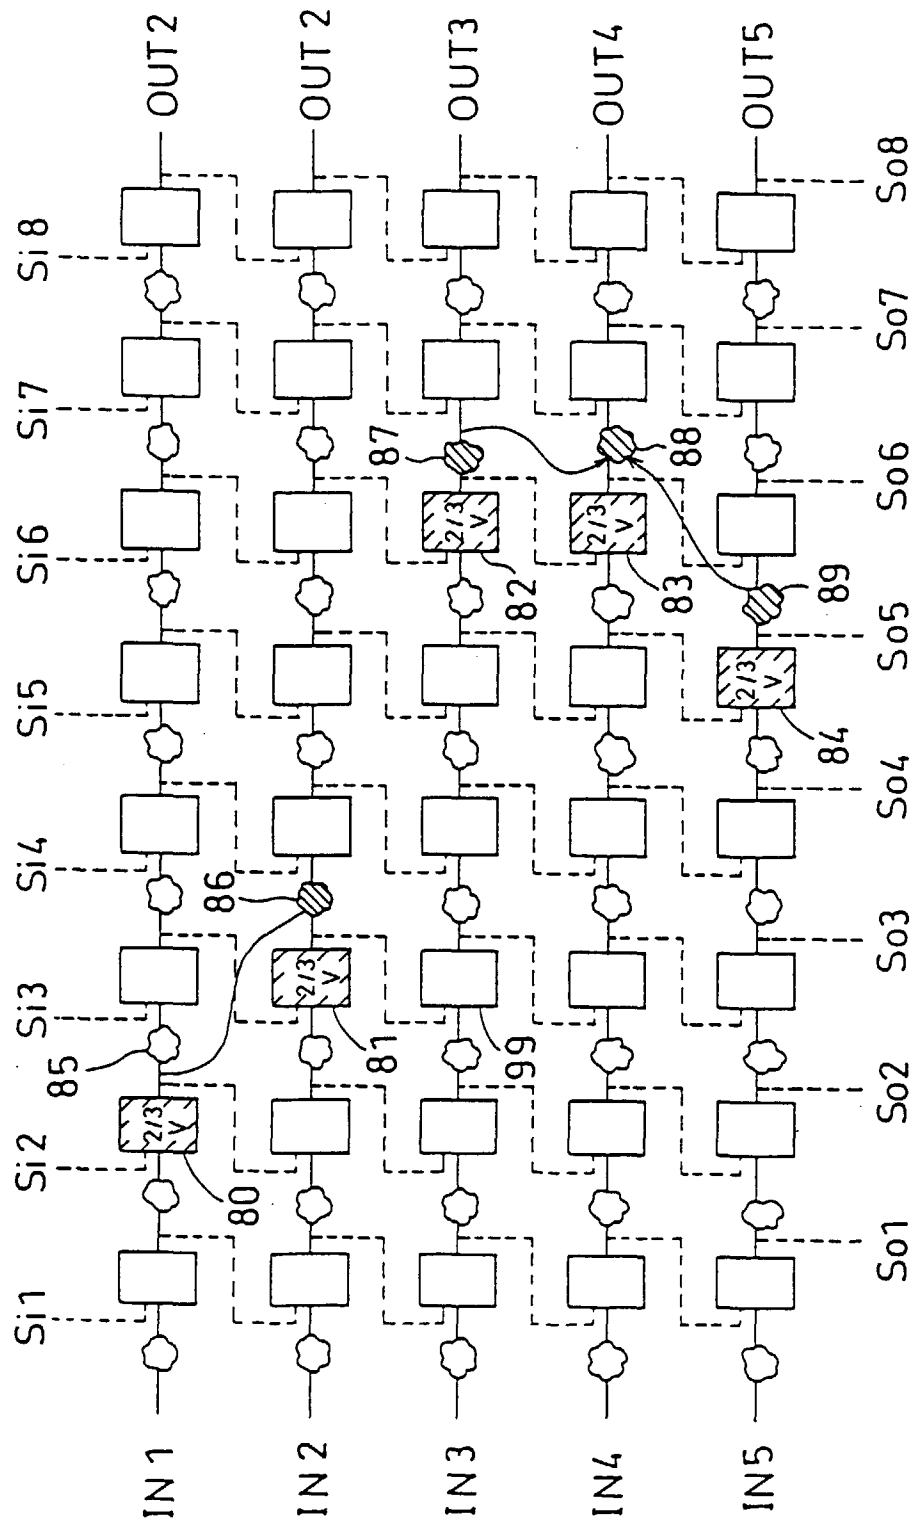 Si1 Si2 Si3 Si4 Si5 Si6 Si7 Si8
IN1 OUT2
2/3 V
80
85
IN2 OUT2
2/3 V
81
86
IN3 OUT3
99
2/3 V
82
87
IN4 OUT4
2/3 V
83
88
IN5 OUT5
2/3 V
84
89
So1 So2 So3 So4 So5 So6 So7 So8